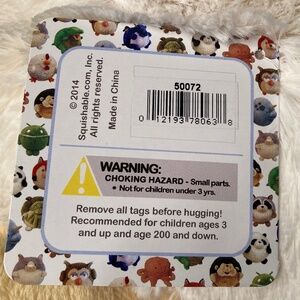 © 2014
Squishable.com, Inc.
All rights reserved.
Made in China
50072
0 12193 78063 8
WARNING:
CHOKING HAZARD - Small parts.
• Not for children under 3 yrs.
Remove all tags before hugging!
Recommended for children ages 3
and up and age 200 and down.